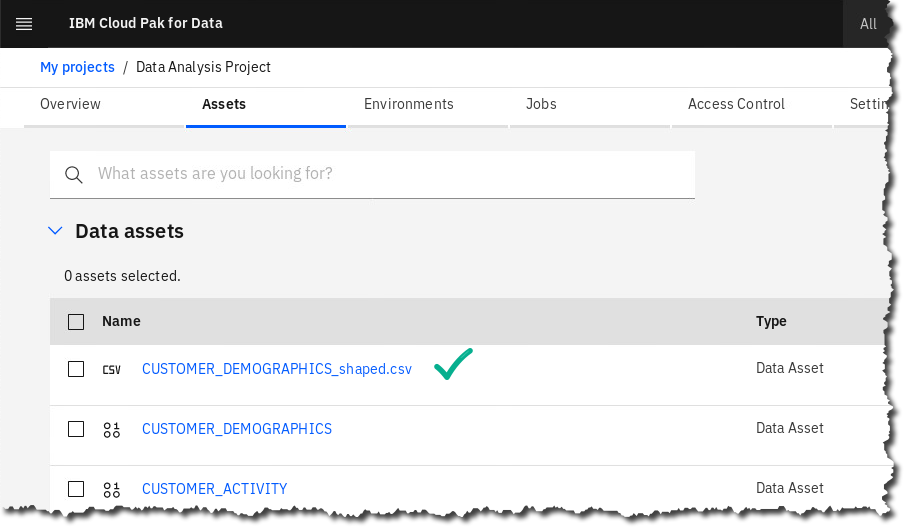 IBM Cloud Pak for Data All
My projects / Data Analysis Project
Overview Assets Environments Jobs Access Control
What assets are you looking for?
Data assets
0 assets selected.
Name Type
CSV CUSTOMER_DEMOGRAPHICS_shaped.csv Data Asset
CUSTOMER_DEMOGRAPHICS Data Asset
CUSTOMER_ACTIVITY Data Asset